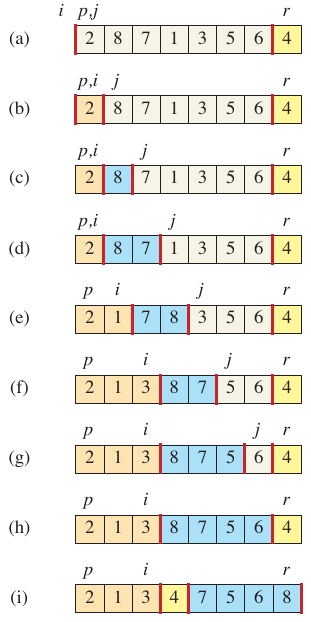 i p,j r
(a) 2 8 7 1 3 5 6 4
p,i j r
(b) 2 8 7 1 3 5 6 4
p,i j r
(c) 2 8 7 1 3 5 6 4
p,i j r
(d) 2 8 7 1 3 5 6 4
p i j r
(e) 2 1 7 8 3 5 6 4
p i j r
(f) 2 1 3 8 7 5 6 4
p i j r
(g) 2 1 3 8 7 5 6 4
p i r
(h) 2 1 3 8 7 5 6 4
p i r
(i) 2 1 3 4 7 5 6 8